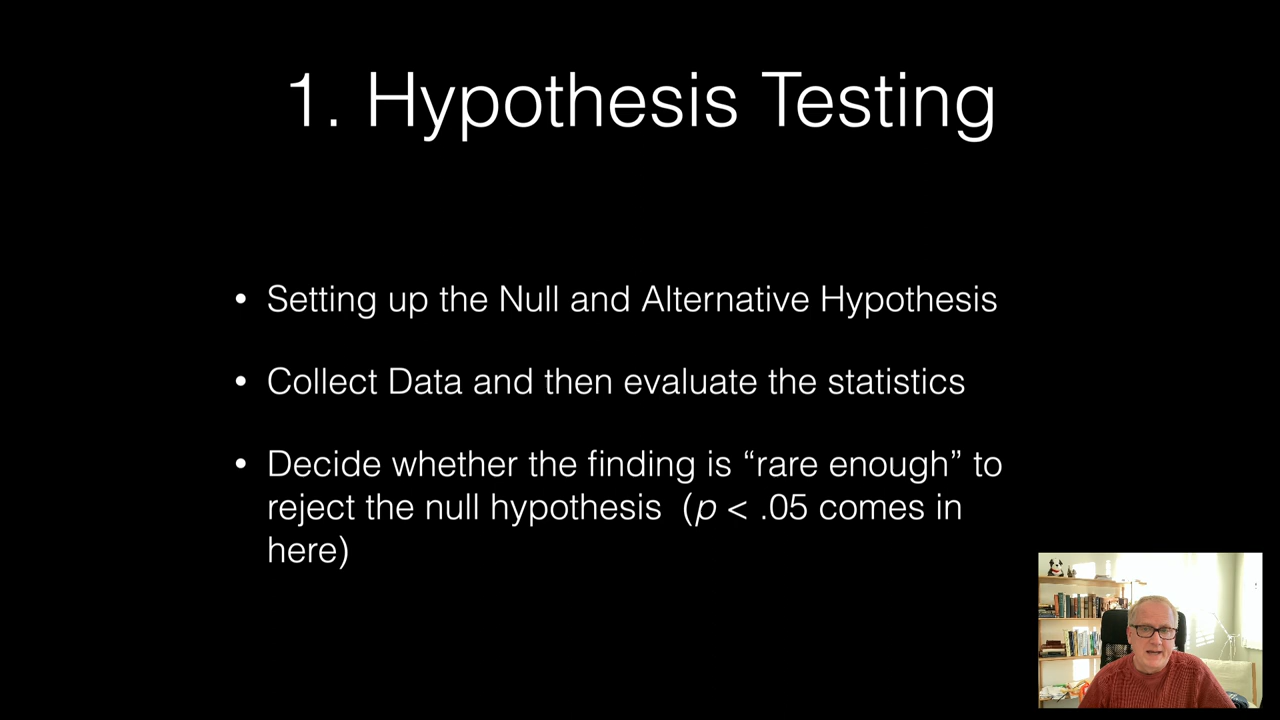 1. Hypothesis Testing
• Setting up the Null and Alternative Hypothesis
• Collect Data and then evaluate the statistics
• Decide whether the finding is “rare enough” to
reject the null hypothesis  (p < .05 comes in
here)